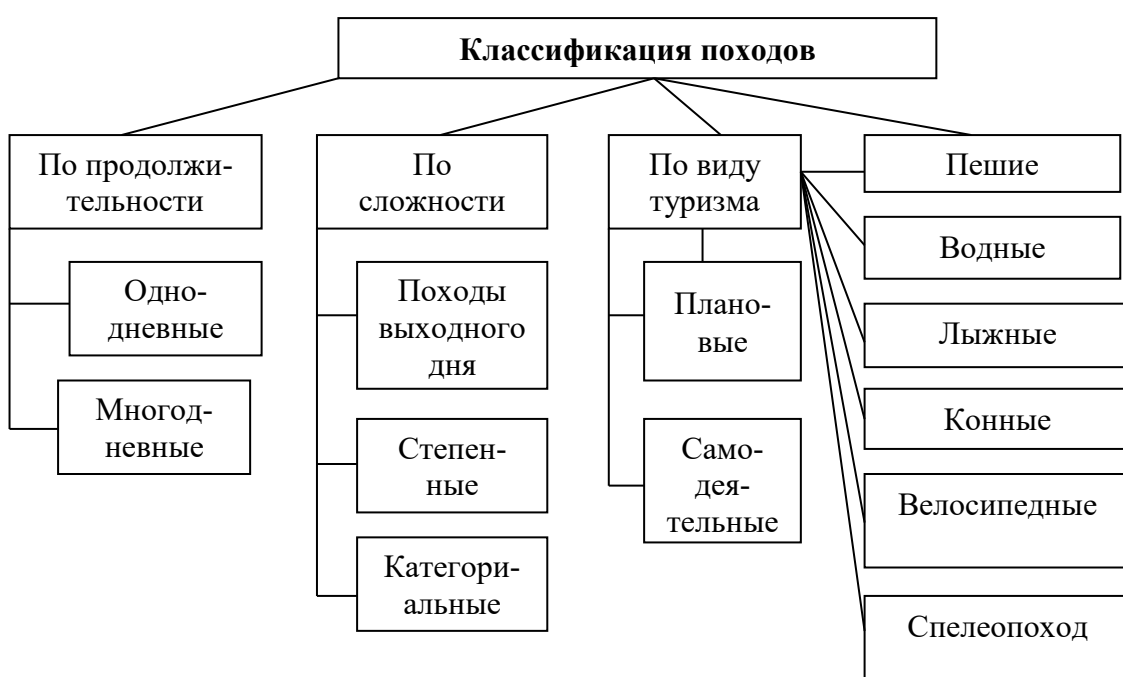 Классификация походов
По продолжи-
тельности
Одно-
дневные
Многод-
невные
По
сложности
Походы
выходного
дня
Степен-
ные
Категори-
альные
По виду
туризма
Плано-
вые
Само-
дея-
тельные
Пешие
Водные
Лыжные
Конные
Велосипедные
Спелеопоход